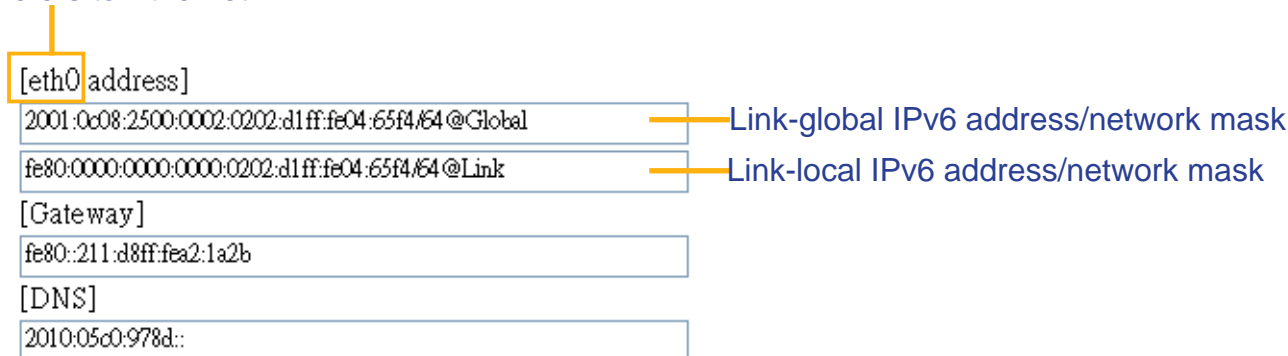 [eth0 address]
2001:0c08:2500:0002:0202:d1ff:fe04:65f4/64@Global
Link-global IPv6 address/network mask
fe80:0000:0000:0000:0202:d1ff:fe04:65f4/64@Link
Link-local IPv6 address/network mask
[Gateway]
fe80::211:d8ff:fea2:1a2b
[DNS]
2010:05c0:978d::